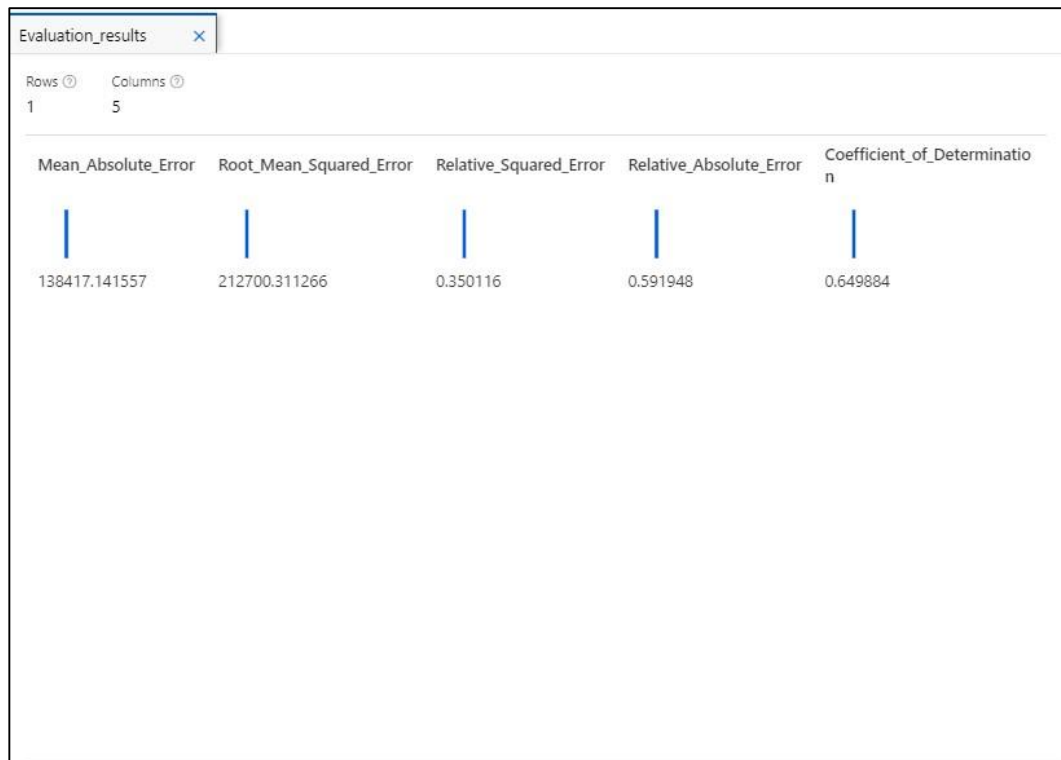 Evaluation_results ×
Rows Columns
1 5
Mean_Absolute_Error Root_Mean_Squared_Error Relative_Squared_Error Relative_Absolute_Error Coefficient_of_Determinatio
n
138417.141557 212700.311266 0.350116 0.591948 0.649884